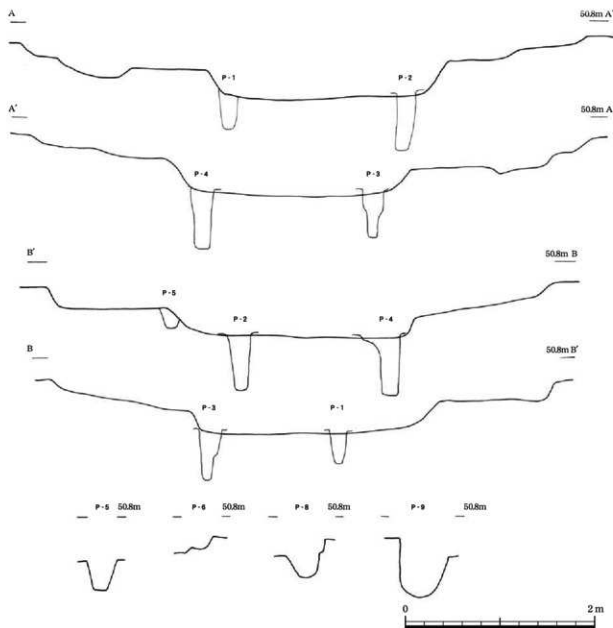 A 50.8m A'
P-1 P-2
A' 50.8m A
P-4 P-3
B' 50.8m B
P-5
P-2 P-4
B 50.8m B'
P-3 P-1
P-5 50.8m P-6 50.8m P-8 50.8m P-9 50.8m
0 2 m